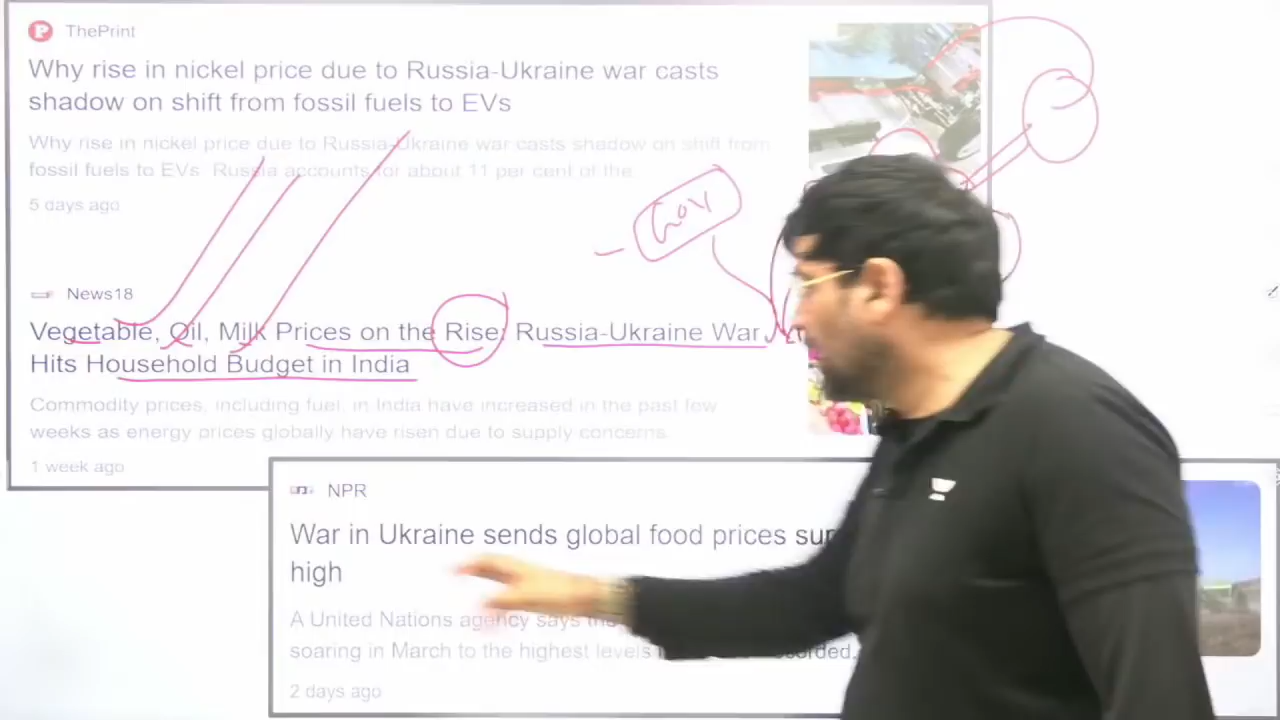 ThePrint
Why rise in nickel price due to Russia-Ukraine war casts
shadow on shift from fossil fuels to EVs
Why rise in nickel price due to Russia-Ukraine war casts shadow on shift from
fossil fuels to EVs. Russia accounts for about 11 per cent of the
5 days ago
Gov
News18
Vegetable, Oil, Milk Prices on the Rise; Russia-Ukraine War
Hits Household Budget in India
Commodity prices, including fuel, in India have increased in the past few
weeks as energy prices globally have risen due to supply concerns.
1 week ago
NPR
War in Ukraine sends global food prices
high
A United Nations agency says
soaring in March to the highest levels
2 days ago